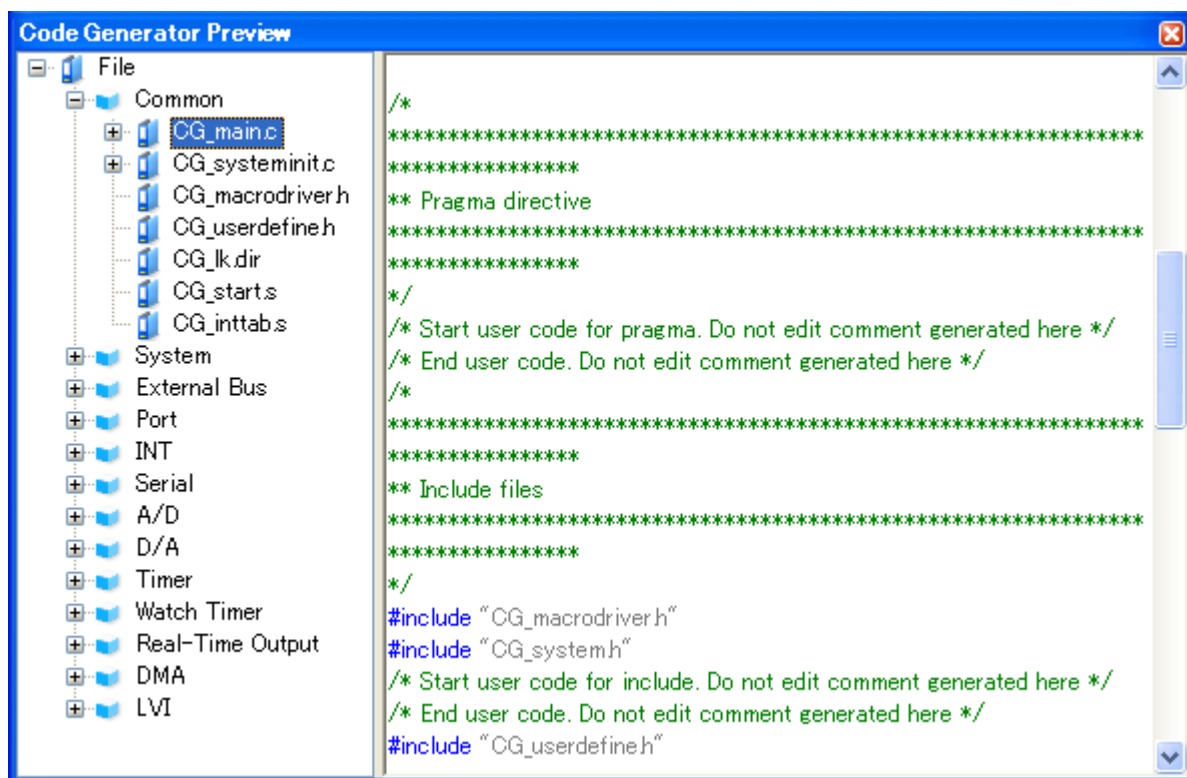 Code Generator Preview
File
Common
CG_main.c
CG_systeminit.c
CG_macrodriver.h
CG_userdefine.h
CG_lk.dir
CG_start.s
CG_inttab.s
System
External Bus
Port
INT
Serial
A/D
D/A
Timer
Watch Timer
Real-Time Output
DMA
LVI
/*
***************************************************************
****************
** Pragma directive
***************************************************************
****************
*/
/* Start user code for pragma. Do not edit comment generated here */
/* End user code. Do not edit comment generated here */
/*
***************************************************************
****************
** Include files
***************************************************************
****************
*/
#include "CG_macrodriver.h"
#include "CG_system.h"
/* Start user code for include. Do not edit comment generated here */
/* End user code. Do not edit comment generated here */
#include "CG_userdefine.h"